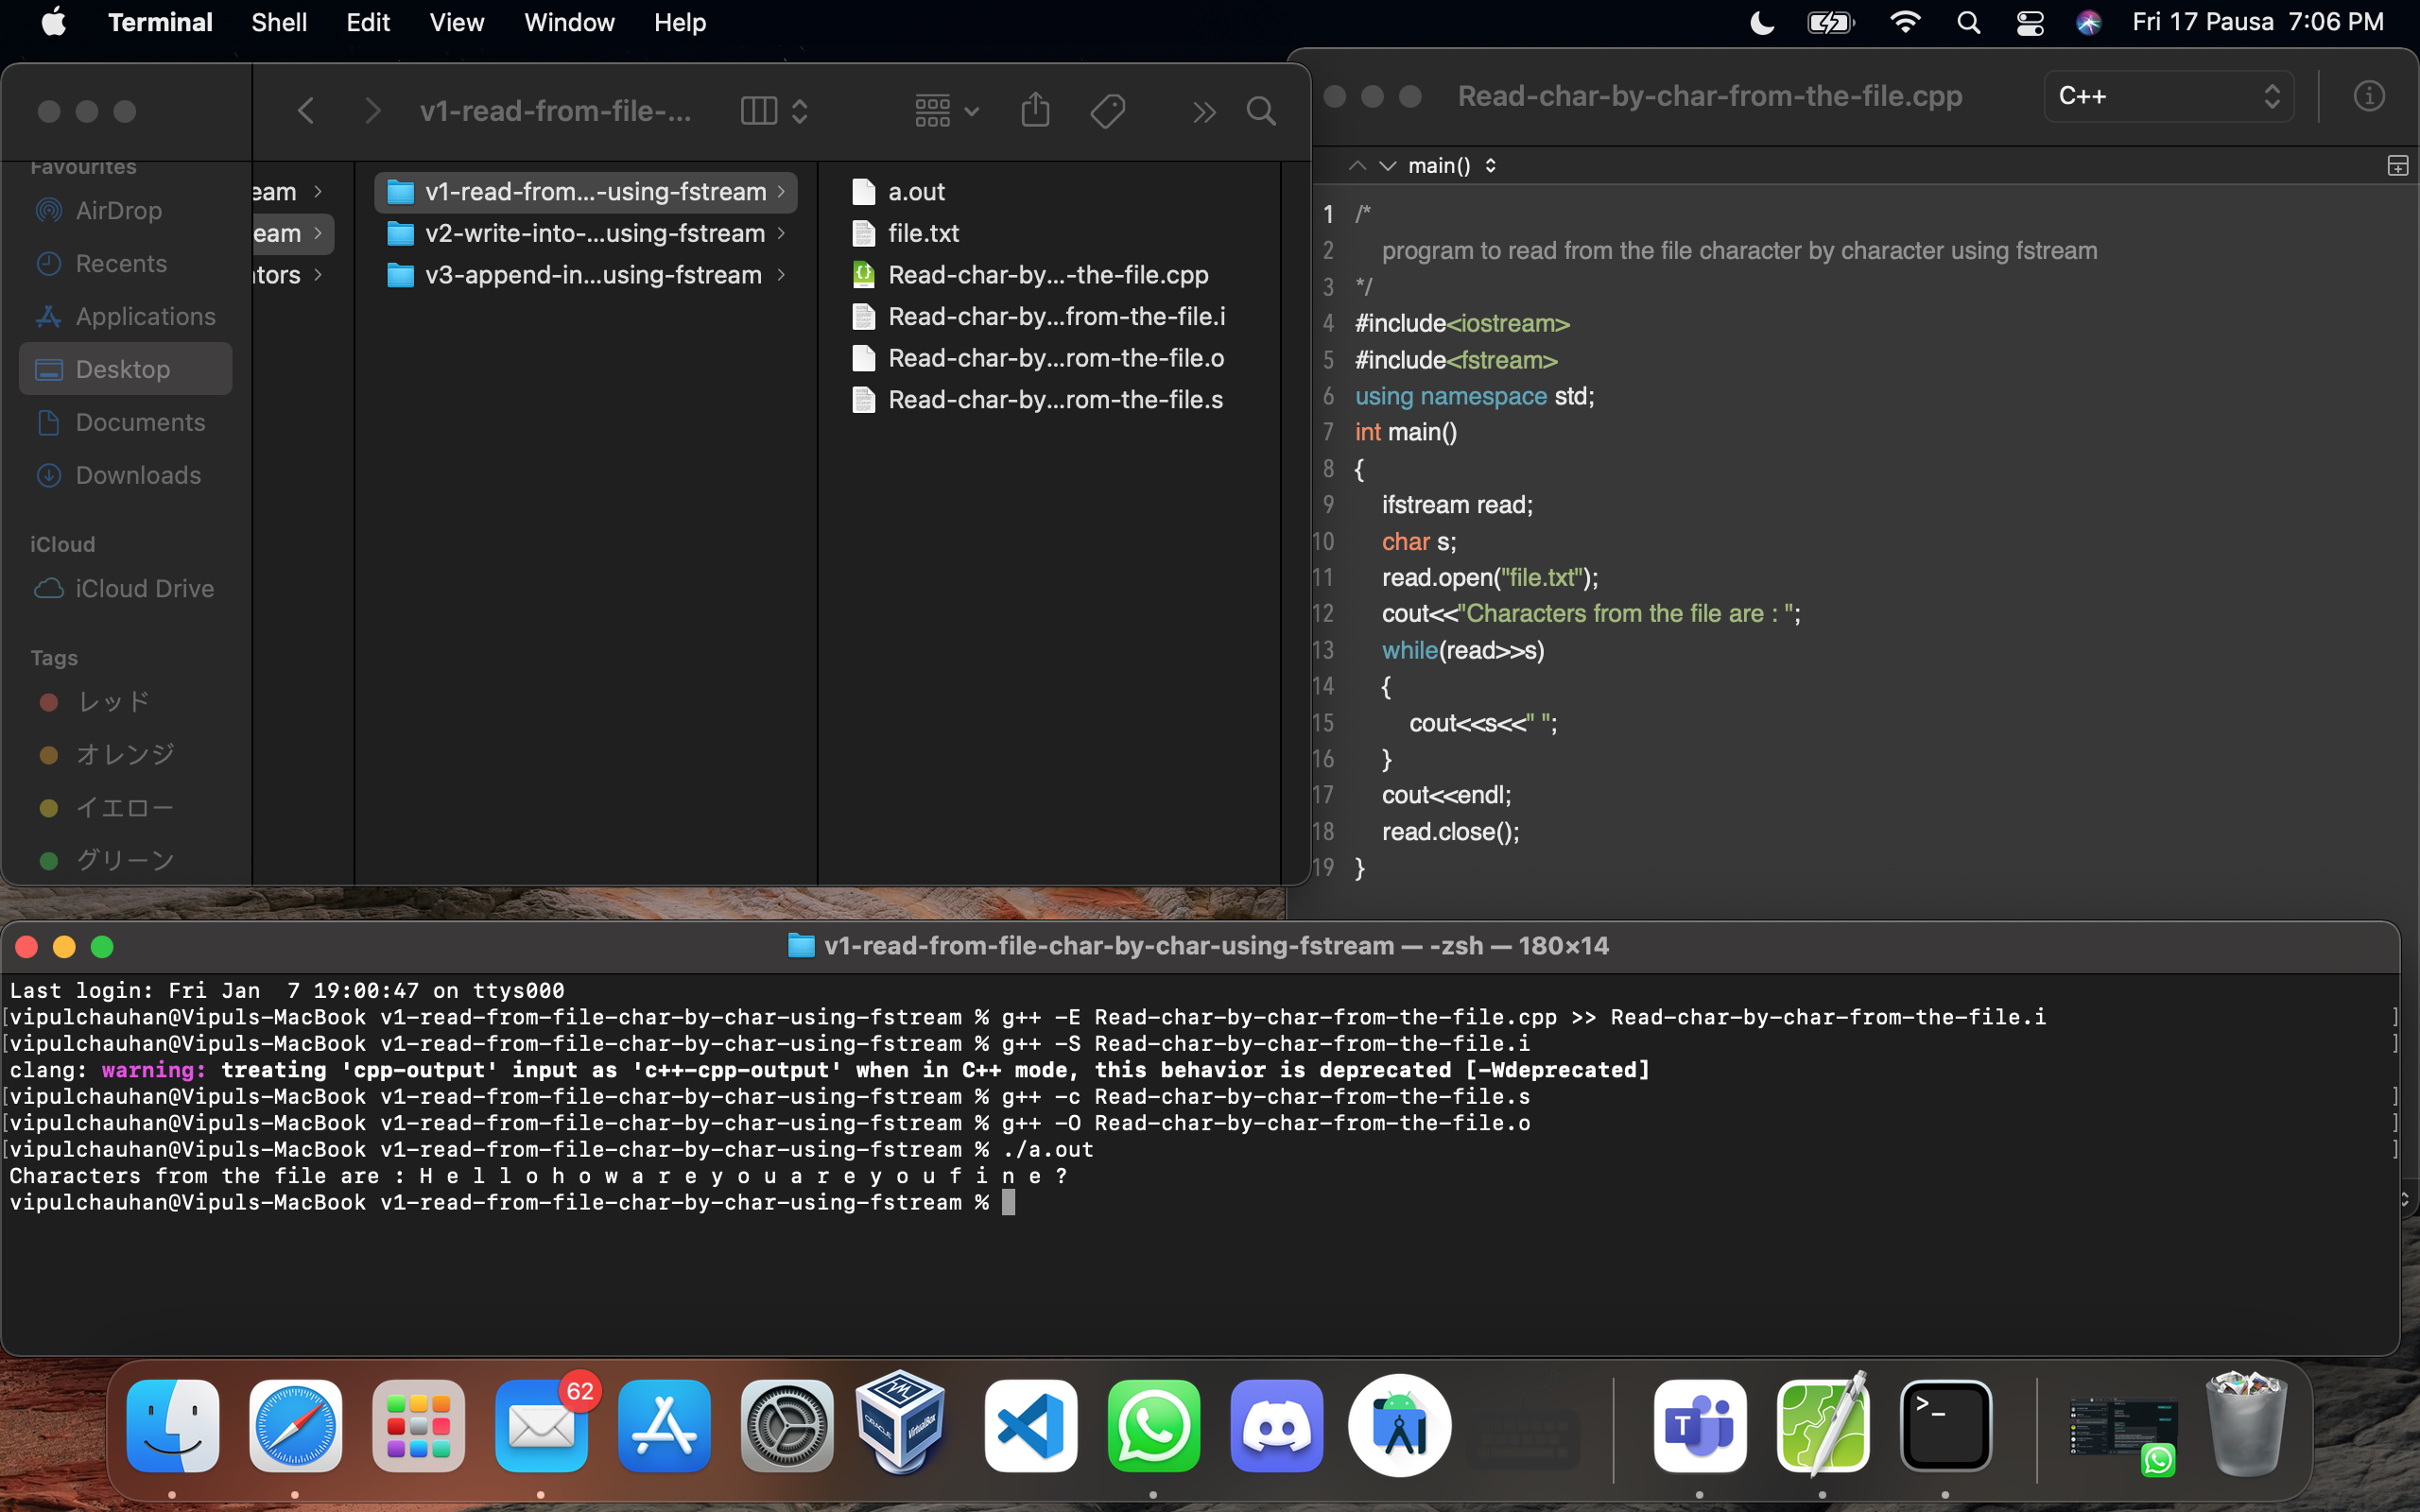 Terminal Shell Edit View Window Help Fri 17 Pausa 7:06 PM
v1-read-from-file-...
Favourites
AirDrop
Recents
Applications
Desktop
Documents
Downloads
iCloud
iCloud Drive
Tags
レッド
オレンジ
イエロー
グリーン
eam
eam
itors
v1-read-from...-using-fstream
v2-write-into-...using-fstream
v3-append-in...using-fstream
a.out
file.txt
Read-char-by...-the-file.cpp
Read-char-by...from-the-file.i
Read-char-by...rom-the-file.o
Read-char-by...rom-the-file.s
Read-char-by-char-from-the-file.cpp C++
main()
1 /*
2 program to read from the file character by character using fstream
3 */
4 #include<iostream>
5 #include<fstream>
6 using namespace std;
7 int main()
8 {
9 ifstream read;
10 char s;
11 read.open("file.txt");
12 cout<<"Characters from the file are : ";
13 while(read>>s)
14 {
15 cout<<s<<" ";
16 }
17 cout<<endl;
18 read.close();
19 }
v1-read-from-file-char-by-char-using-fstream — -zsh — 180×14
Last login: Fri Jan  7 19:00:47 on ttys000
[vipulchauhan@Vipuls-MacBook v1-read-from-file-char-by-char-using-fstream % g++ -E Read-char-by-char-from-the-file.cpp >> Read-char-by-char-from-the-file.i ]
[vipulchauhan@Vipuls-MacBook v1-read-from-file-char-by-char-using-fstream % g++ -S Read-char-by-char-from-the-file.i ]
clang: warning: treating 'cpp-output' input as 'c++-cpp-output' when in C++ mode, this behavior is deprecated [-Wdeprecated]
[vipulchauhan@Vipuls-MacBook v1-read-from-file-char-by-char-using-fstream % g++ -c Read-char-by-char-from-the-file.s ]
[vipulchauhan@Vipuls-MacBook v1-read-from-file-char-by-char-using-fstream % g++ -O Read-char-by-char-from-the-file.o ]
[vipulchauhan@Vipuls-MacBook v1-read-from-file-char-by-char-using-fstream % ./a.out ]
Characters from the file are : H e l l o h o w a r e y o u a r e y o u f i n e ?
vipulchauhan@Vipuls-MacBook v1-read-from-file-char-by-char-using-fstream %
62
ORACLE VirtualBox
T
>_